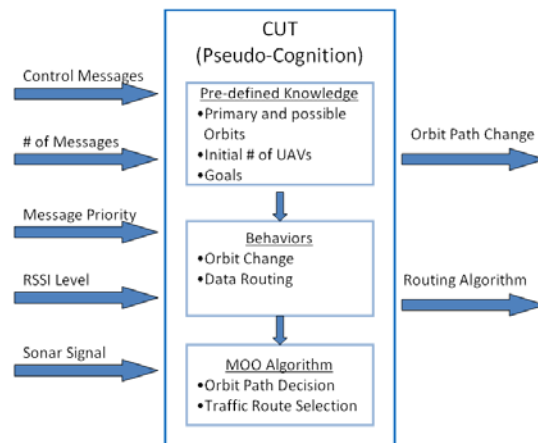 CUT
(Pseudo-Cognition)
Control Messages
# of Messages
Message Priority
RSSI Level
Sonar Signal
Pre-defined Knowledge
•Primary and possible
Orbits
•Initial # of UAVs
•Goals
Behaviors
•Orbit Change
•Data Routing
MOO Algorithm
•Orbit Path Decision
•Traffic Route Selection
Orbit Path Change
Routing Algorithm